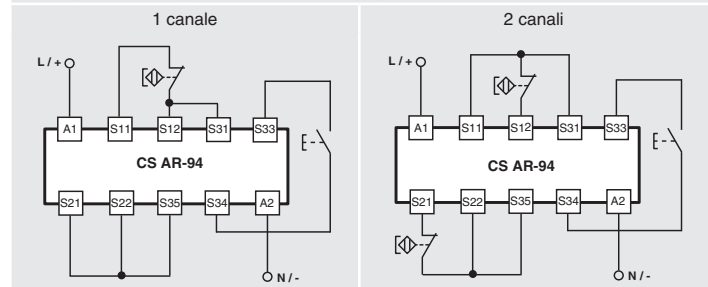 1 canale
L / +
A1 S11 S12 S31 S33
CS AR-94
S21 S22 S35 S34 A2
N / -
2 canali
L / +
A1 S11 S12 S31 S33
CS AR-94
S21 S22 S35 S34 A2
N / -